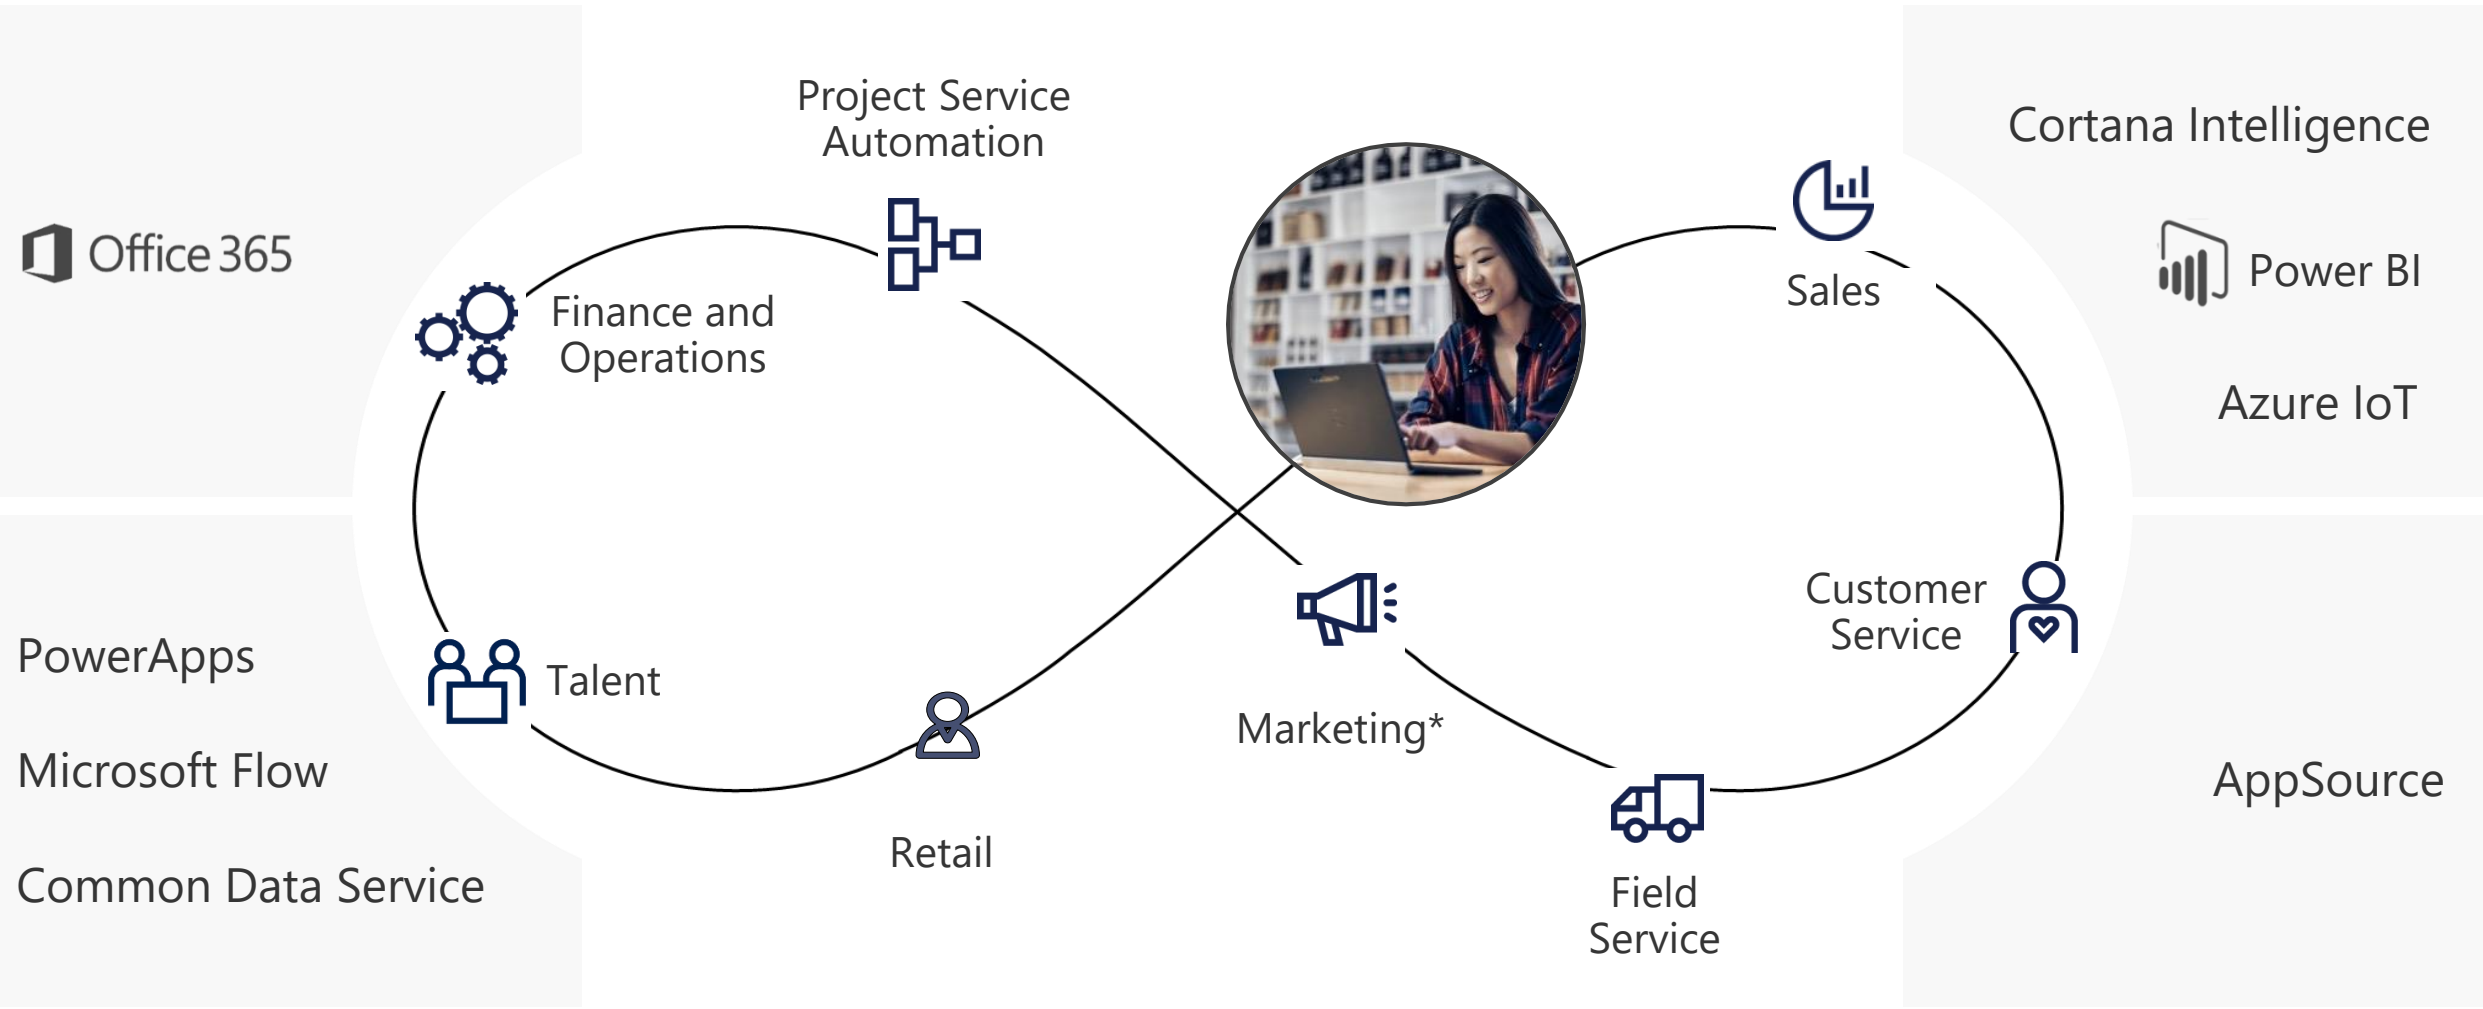 Office 365
Project Service
Automation
Finance and
Operations
Talent
Retail
PowerApps
Microsoft Flow
Common Data Service
Sales
Customer
Service
Marketing*
Field
Service
Cortana Intelligence
Power BI
Azure IoT
AppSource